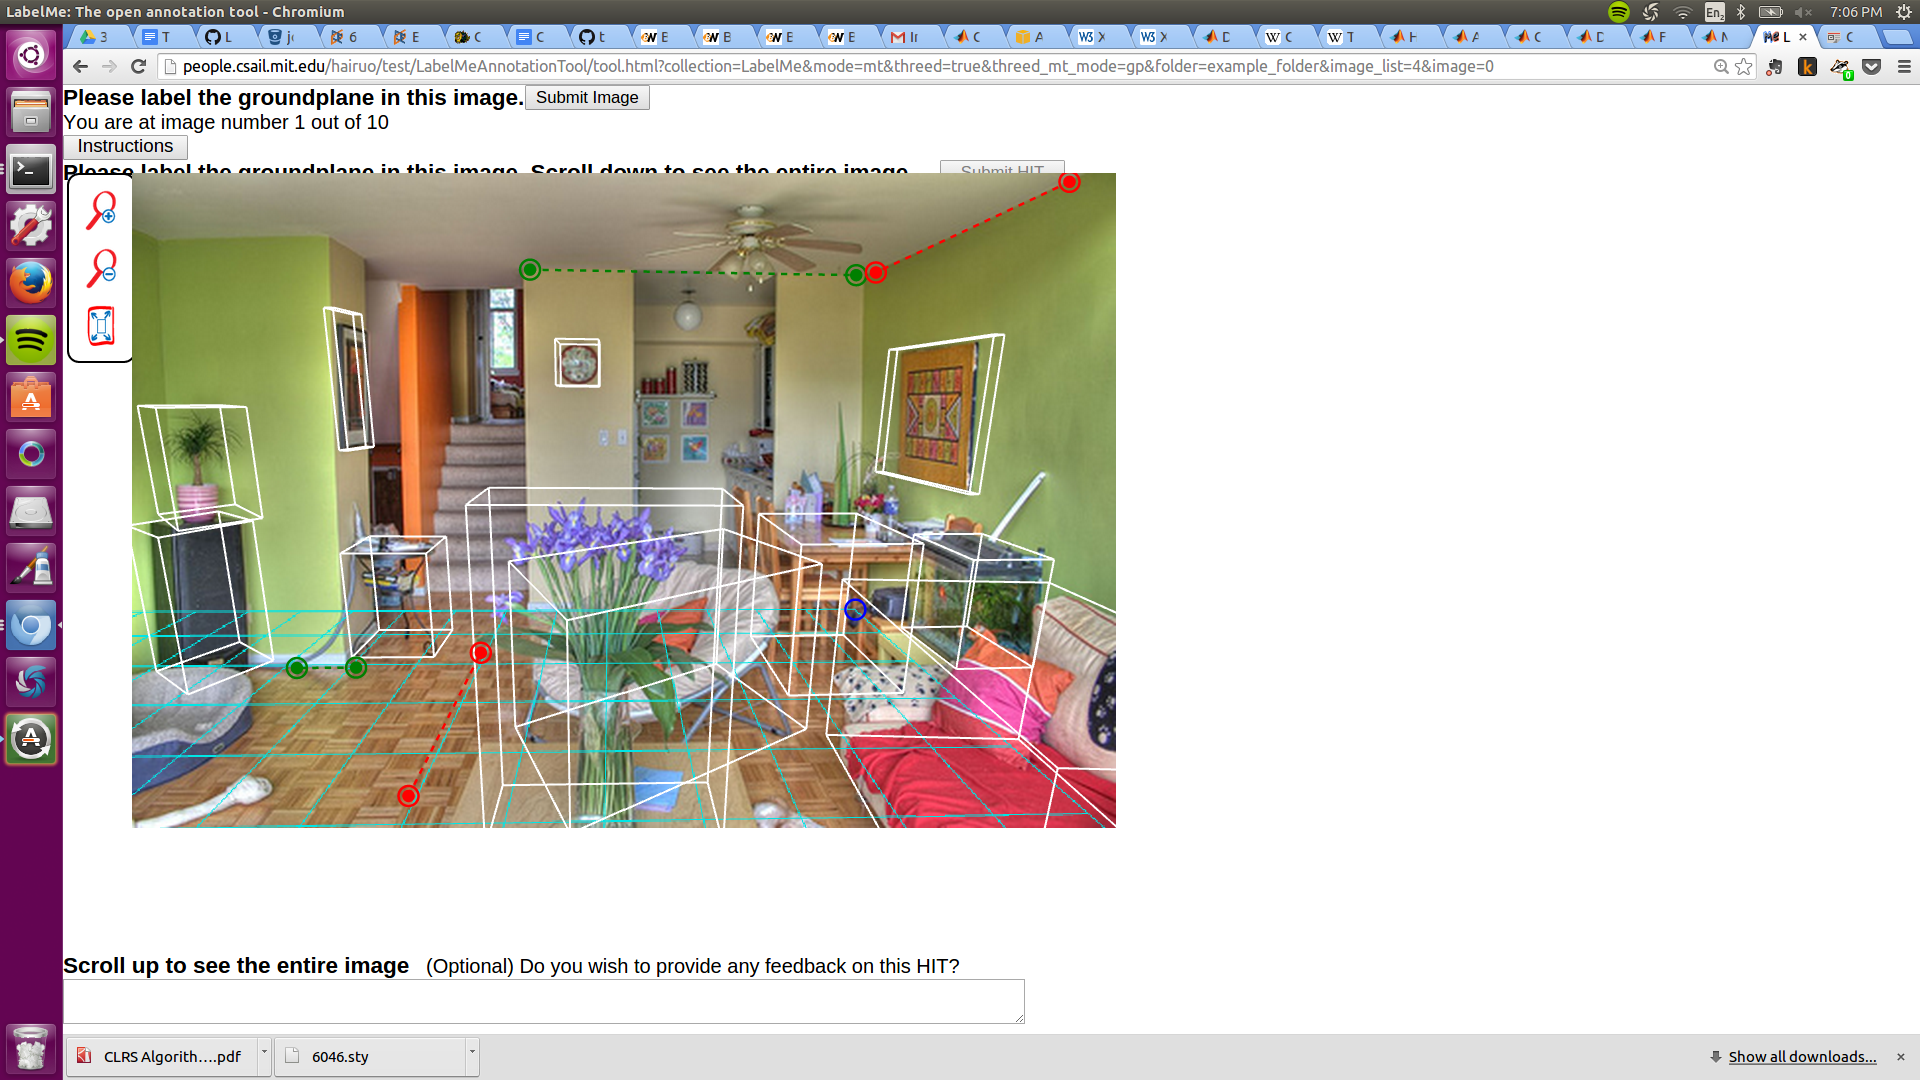 LabelMe: The open annotation tool - Chromium
En2
7:06 PM
3
T
L
6
E
C
C
t
E
B
E
E
C
A
X
X
D
C
T
H
A
C
D
F
L
C
people.csail.mit.edu/hairuo/test/LabelMeAnnotationTool/tool.html?collection=LabelMe&mode=mt&threed=true&threed_mt_mode=gp&folder=example_folder&image_list=4&image=0
Please label the groundplane in this image. Submit Image
You are at image number 1 out of 10
Instructions
Please label the groundplane in this image. Scroll down to see the entire image. Submit HIT
Scroll up to see the entire image (Optional) Do you wish to provide any feedback on this HIT?
CLRS Algorith....pdf
6046.sty
Show all downloads...